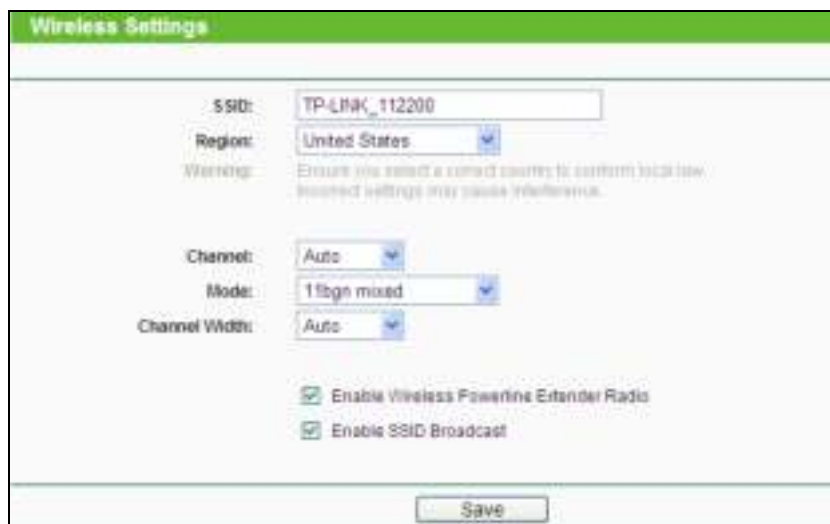 Wireless Settings
SSID: TP-LINK_112200
Region: United States
Warning: Ensure you select a correct country to conform local law.
Incorrect settings may cause interference.
Channel: Auto
Mode: 11bgn mixed
Channel Width: Auto
Enable Wireless Powerline Extender Radio
Enable SSID Broadcast
Save